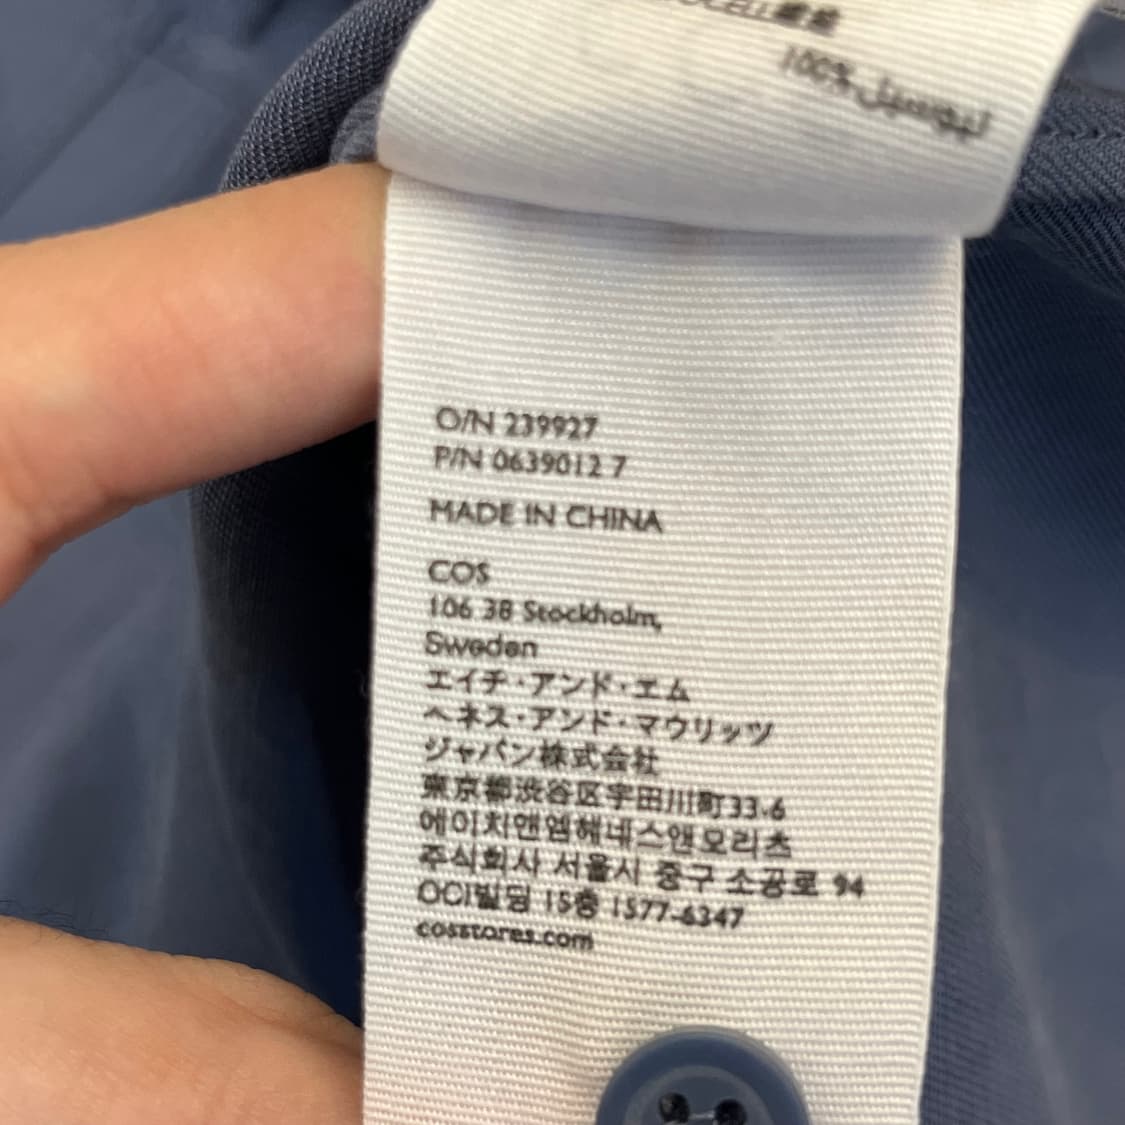 100% ليوسيل
O/N 239927
P/N 0639012 7
MADE IN CHINA
COS
106 38 Stockholm,
Sweden
エイチ・アンド・エム
ヘネス・アンド・マウリッツ
ジャパン株式会社
東京都渋谷区宇田川町33-6
에이치앤엠헤네스앤모리츠
주식회사 서울시 중구 소공로 94
OCI빌딩 15층 1577-6347
cosstores.com